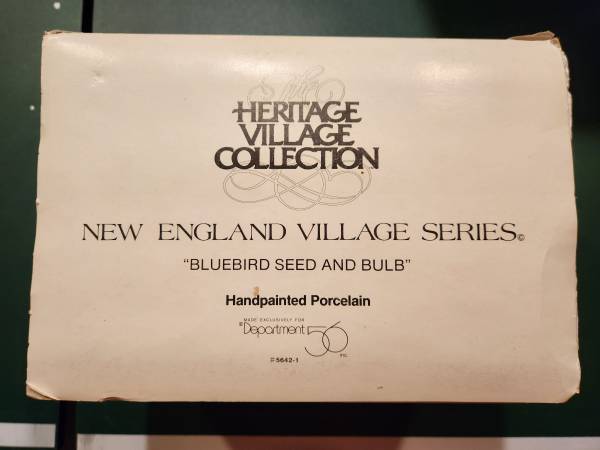 the
HERITAGE
VILLAGE
COLLECTION
NEW ENGLAND VILLAGE SERIES©
"BLUEBIRD SEED AND BULB"
Handpainted Porcelain
MADE EXCLUSIVELY FOR
©Department 56 INC.
#5642-1